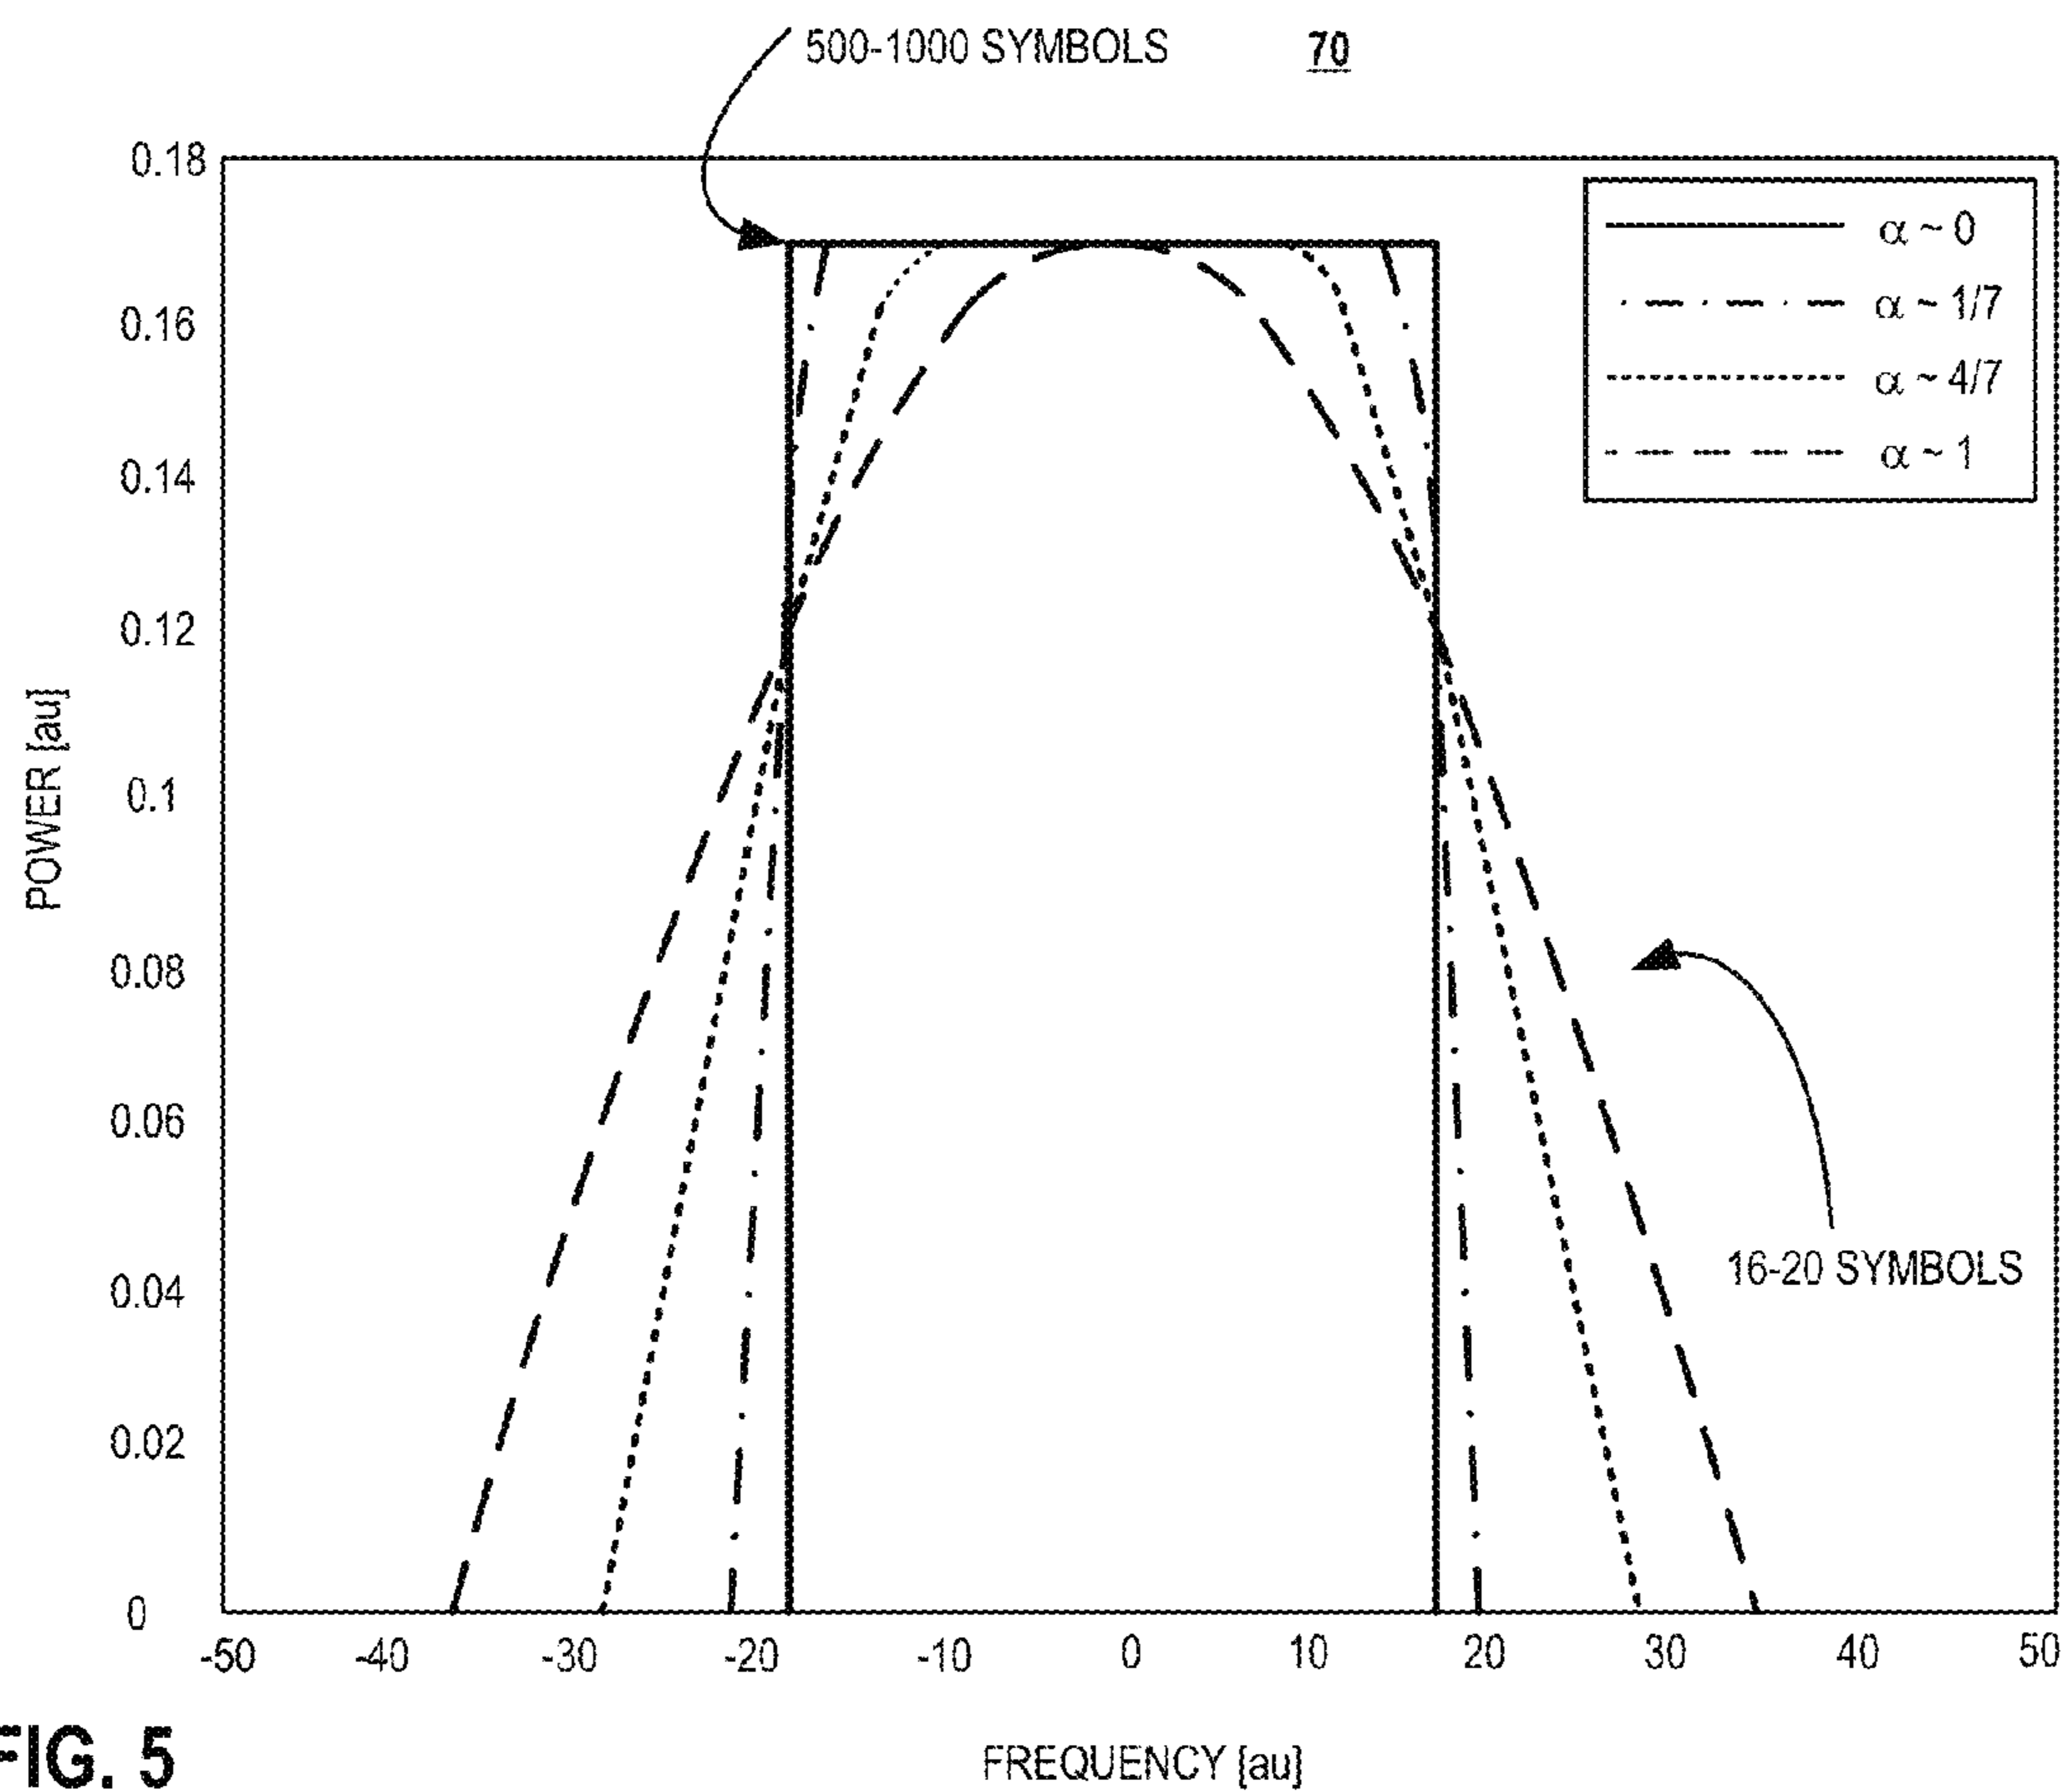 500-1000 SYMBOLS
70
0.18
0.16
0.14
0.12
0.1
0.08
0.06
0.04
0.02
0
POWER [au]
α ~ 0
α ~ 1/7
α ~ 4/7
α ~ 1
16-20 SYMBOLS
-50 -40 -30 -20 -10 0 10 20 30 40 50
FREQUENCY [au]
FIG. 5